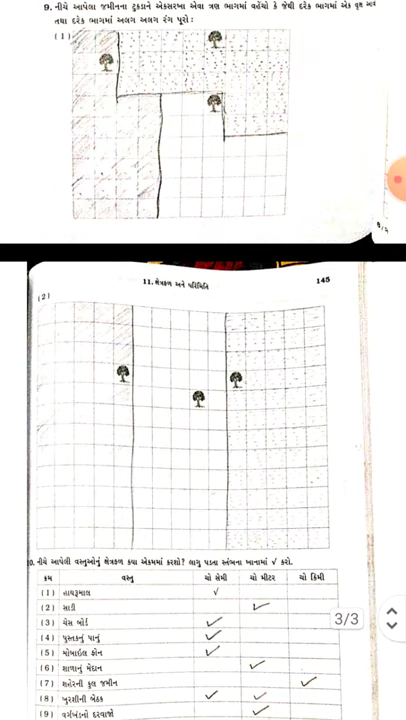 9. નીચે આપેલા જમીનના ટુકડાને એકસરખા એવા ત્રણ ભાગમાં વહેંચો કે જેથી દરેક ભાગમાં એક વૃક્ષ આવે
તથા દરેક ભાગમાં અલગ અલગ રંગ પૂરો :
(1)
11. ક્ષેત્રફળ અને પરિમિતિ 145
(2)
0. નીચે આપેલી વસ્તુઓનું ક્ષેત્રફળ કયા એકમમાં કરશો? લાગુ પડતા સ્તંભના ખાનામાં √ કરો.
ક્રમ વસ્તુ ચો સેમી ચો મીટર ચો કિમી
(1) હાથરૂમાલ √
(2) સાડી ✓
(3) ચેસ બોર્ડ ✓
(4) પુસ્તકનું પાનું ✓
(5) મોબાઈલ ફોન ✓
(6) શાળાનું મેદાન ✓
(7) શહેરની કુલ જમીન ✓
(8) ખુરશીની બેઠક ✓ ✓
(9) વર્ગખંડનો દરવાજો ✓
3/3